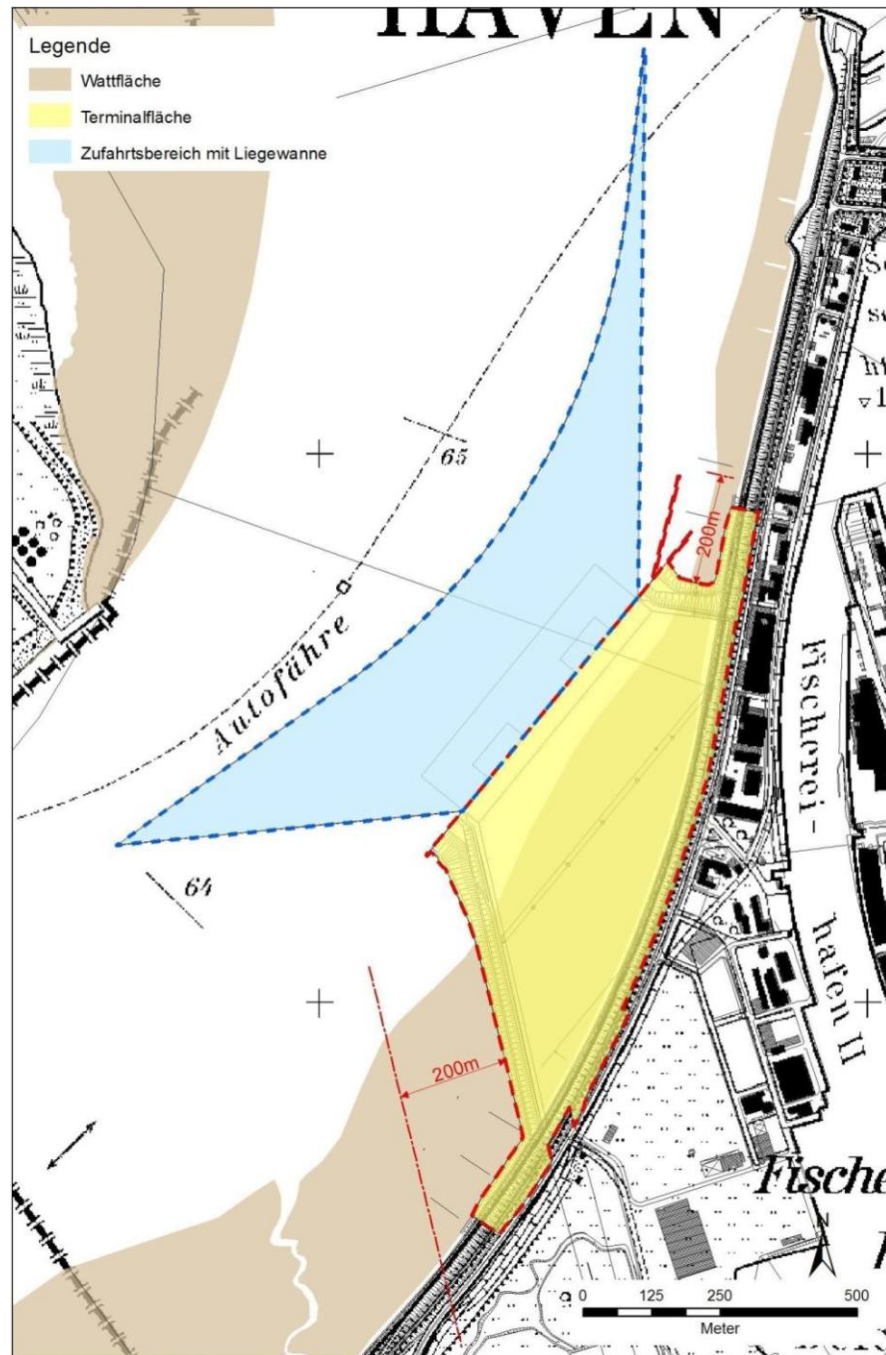 HAVEN
Legende
Wattfläche
Terminalfläche
Zufahrtsbereich mit Liegewanne
65
200m
Autofähre
Fischerei-
hafen II
64
200m
Fische
N
0 125 250 500
Meter